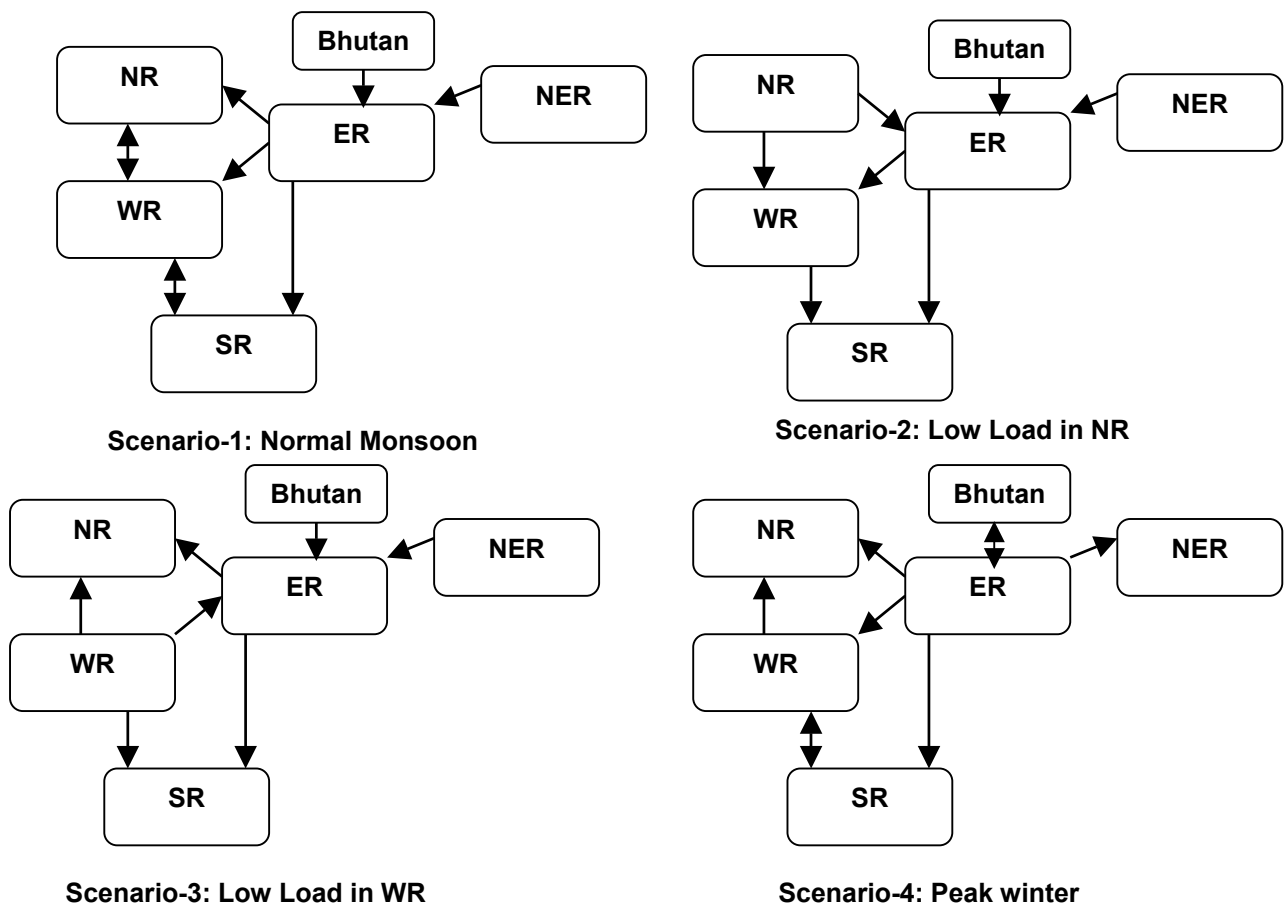 Bhutan
NR
NER
ER
WR
SR
Scenario-1: Normal Monsoon
Bhutan
NR
NER
ER
WR
SR
Scenario-2: Low Load in NR
Bhutan
NR
NER
ER
WR
SR
Scenario-3: Low Load in WR
Bhutan
NR
NER
ER
WR
SR
Scenario-4: Peak winter